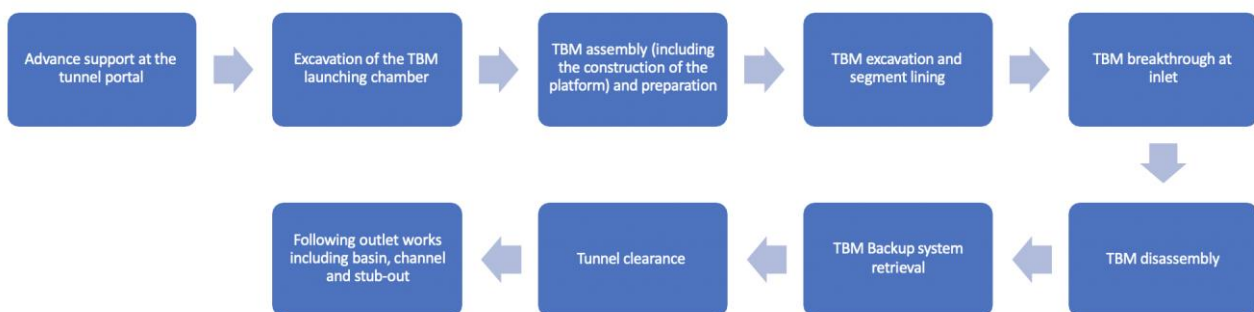 Advance support at the
tunnel portal
Excavation of the TBM
launching chamber
TBM assembly (including
the construction of the
platform) and preparation
TBM excavation and
segment lining
TBM breakthrough at
inlet
TBM disassembly
TBM Backup system
retrieval
Tunnel clearance
Following outlet works
including basin, channel
and stub-out